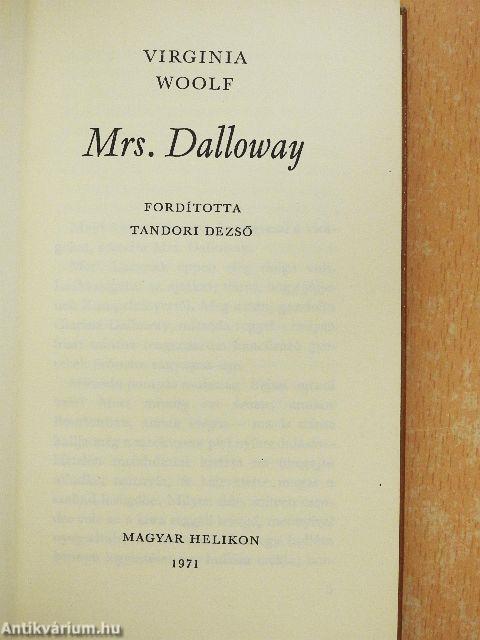 VIRGINIA
WOOLF
Mrs. Dalloway
FORDÍTOTTA
TANDORI DEZSŐ
MAGYAR HELIKON
1971
Antikvárium.hu